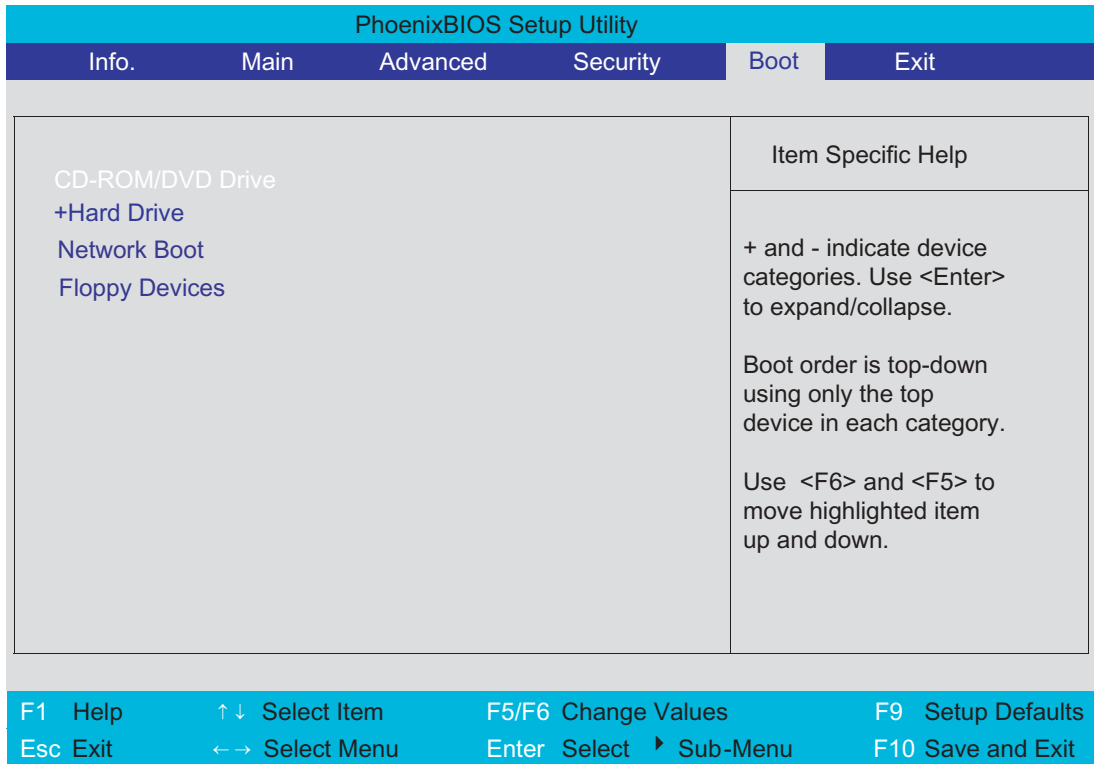 PhoenixBIOS Setup Utility
Info. Main Advanced Security Boot Exit
CD-ROM/DVD Drive
+Hard Drive
Network Boot
Floppy Devices
Item Specific Help
+ and - indicate device
categories. Use <Enter>
to expand/collapse.
Boot order is top-down
using only the top
device in each category.
Use <F6> and <F5> to
move highlighted item
up and down.
F1 Help ↑↓ Select Item F5/F6 Change Values F9 Setup Defaults
Esc Exit ←→ Select Menu Enter Select ▸ Sub-Menu F10 Save and Exit